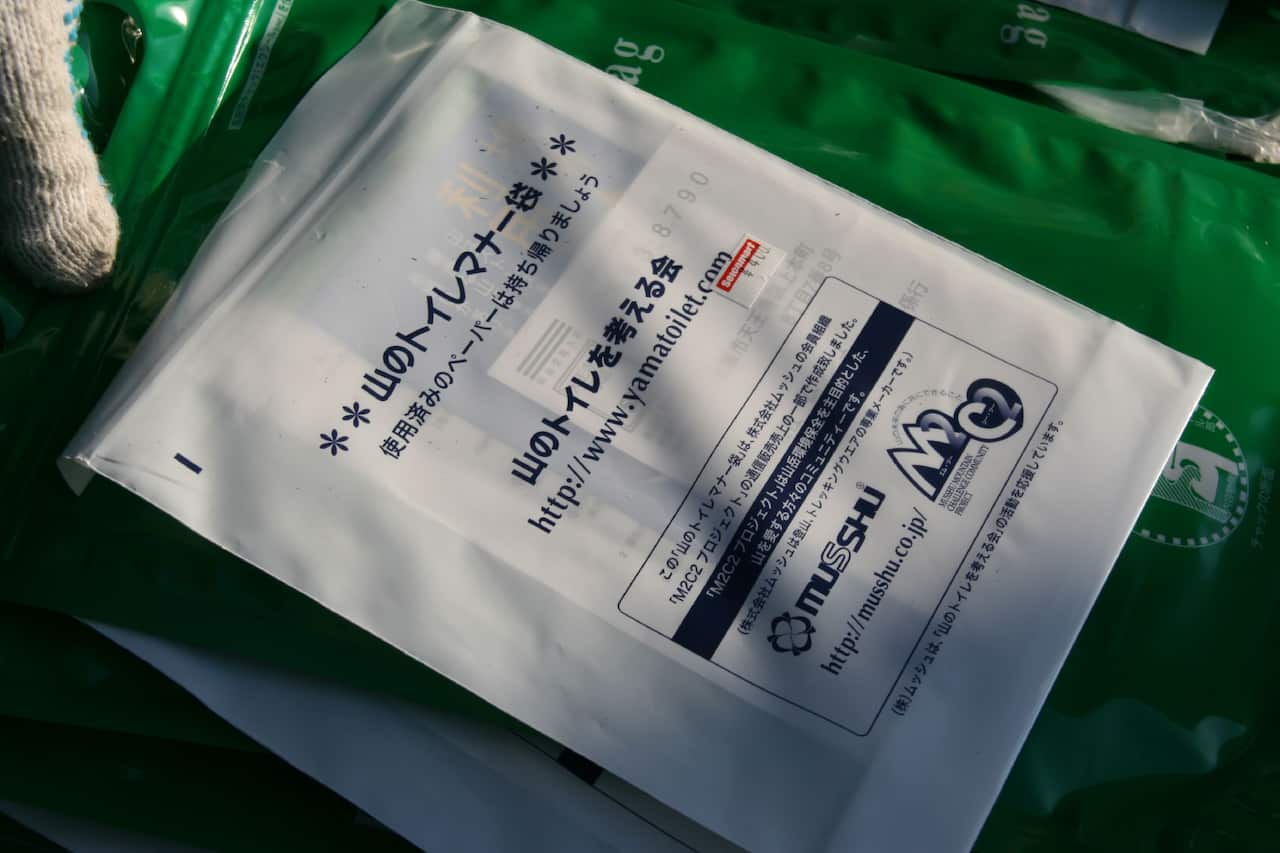 **山のトイレマナー袋**
使用済みのペーパーは持ち帰りましょう
山のトイレを考える会
http://www.yamatoilet.com
Seicomart
この「山のトイレマナー袋」は、株式会社ムッシュの会員組織
「M2C2 プロジェクト」の通信販売売上の一部で作成致しました。
「M2C2 プロジェクト」は山岳環境保全を主目的とした、
山を愛する方々のコミュニティーです。
(株式会社ムッシュは登山、トレッキングウエアの専業メーカーです。)
muSSHU®
http://musshu.co.jp/
M2C2
MUSSHU MOUNTAIN
CHALLENGE COMMUNITY
PROJECT
(株)ムッシュは、「山のトイレを考える会」の活動を応援しています。
8790
ag
ag